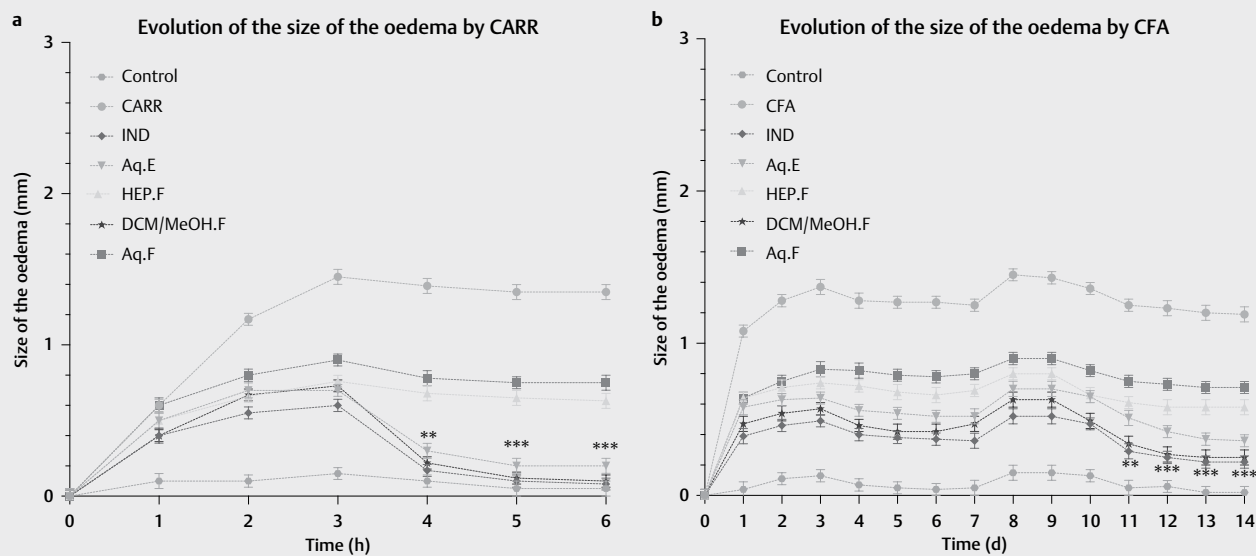 a
Evolution of the size of the oedema by CARR
3
2
1
0
Size of the oedema (mm)
Control
CARR
IND
Aq.E
HEP.F
DCM/MeOH.F
Aq.F
** *** ***
0 1 2 3 4 5 6
Time (h)
b
Evolution of the size of the oedema by CFA
3
2
1
0
Size of the oedema (mm)
Control
CFA
IND
Aq.E
HEP.F
DCM/MeOH.F
Aq.F
** *** *** ***
0 1 2 3 4 5 6 7 8 9 10 11 12 13 14
Time (d)